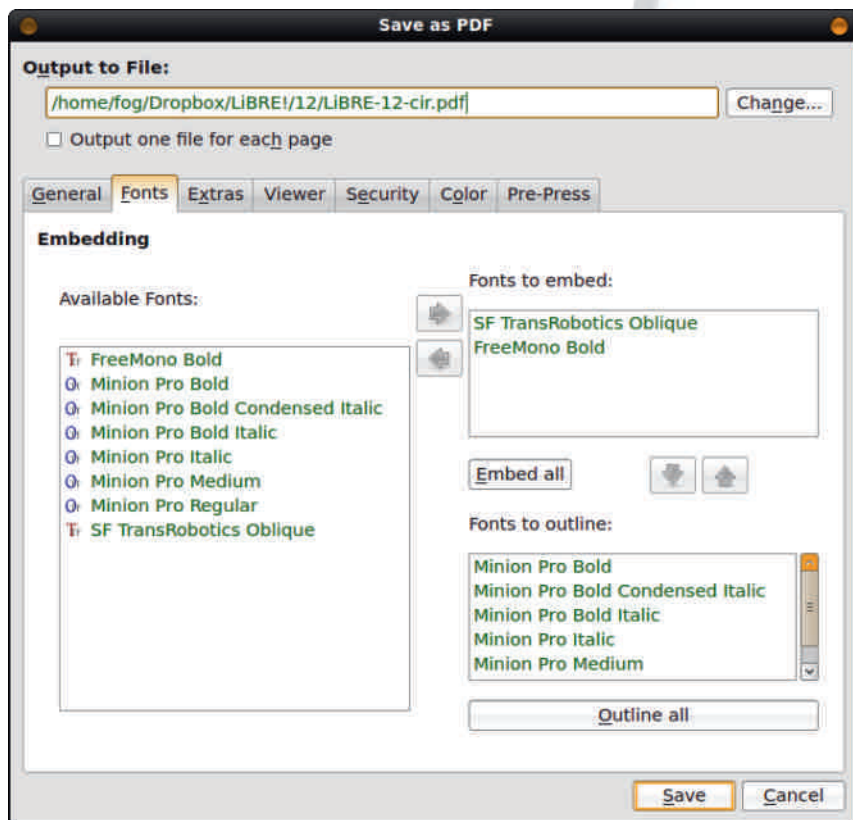 Save as PDF
Output to File:
/home/fog/Dropbox/LiBRE!/12/LiBRE-12-cir.pdf
Change...
Output one file for each page
General Fonts Extras Viewer Security Color Pre-Press
Embedding
Available Fonts:
FreeMono Bold
Minion Pro Bold
Minion Pro Bold Condensed Italic
Minion Pro Bold Italic
Minion Pro Italic
Minion Pro Medium
Minion Pro Regular
SF TransRobotics Oblique
Fonts to embed:
SF TransRobotics Oblique
FreeMono Bold
Embed all
Fonts to outline:
Minion Pro Bold
Minion Pro Bold Condensed Italic
Minion Pro Bold Italic
Minion Pro Italic
Minion Pro Medium
Outline all
Save Cancel